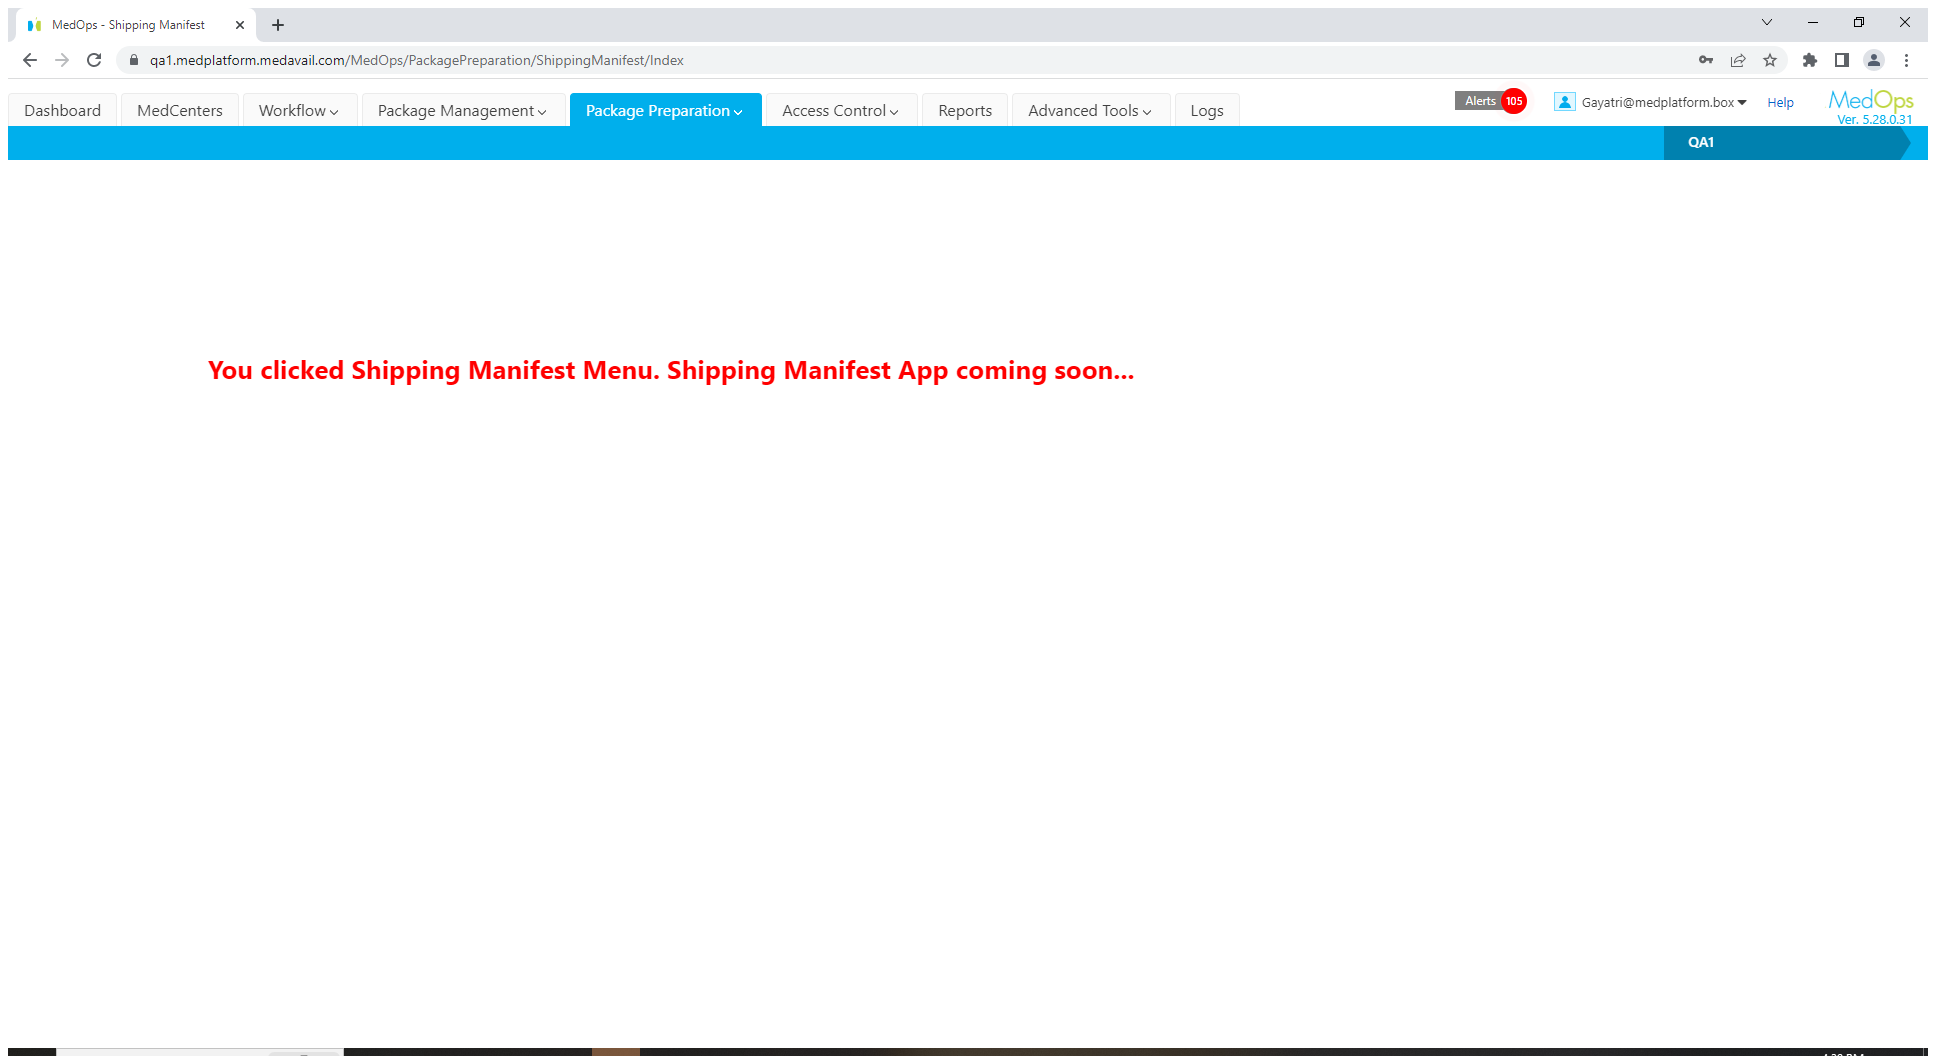 MedOps - Shipping Manifest
qa1.medplatform.medavail.com/MedOps/PackagePreparation/ShippingManifest/Index
Dashboard MedCenters Workflow Package Management Package Preparation Access Control Reports Advanced Tools Logs Alerts 105 Gayatri@medplatform.box Help MedOps
Ver. 5.28.0.31
QA1
You clicked Shipping Manifest Menu. Shipping Manifest App coming soon...